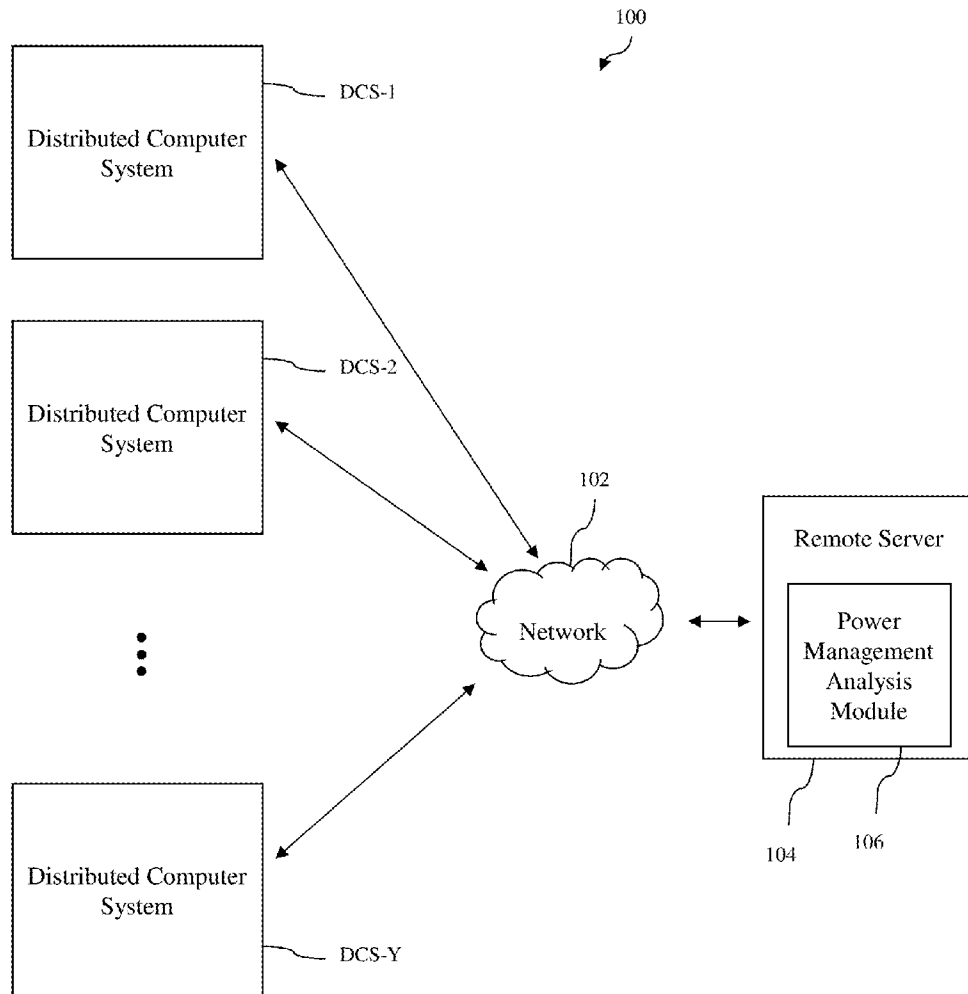 100
DCS-1
Distributed Computer
System
DCS-2
Distributed Computer
System
102
Network
Remote Server
Power
Management
Analysis
Module
104
106
Distributed Computer
System
DCS-Y